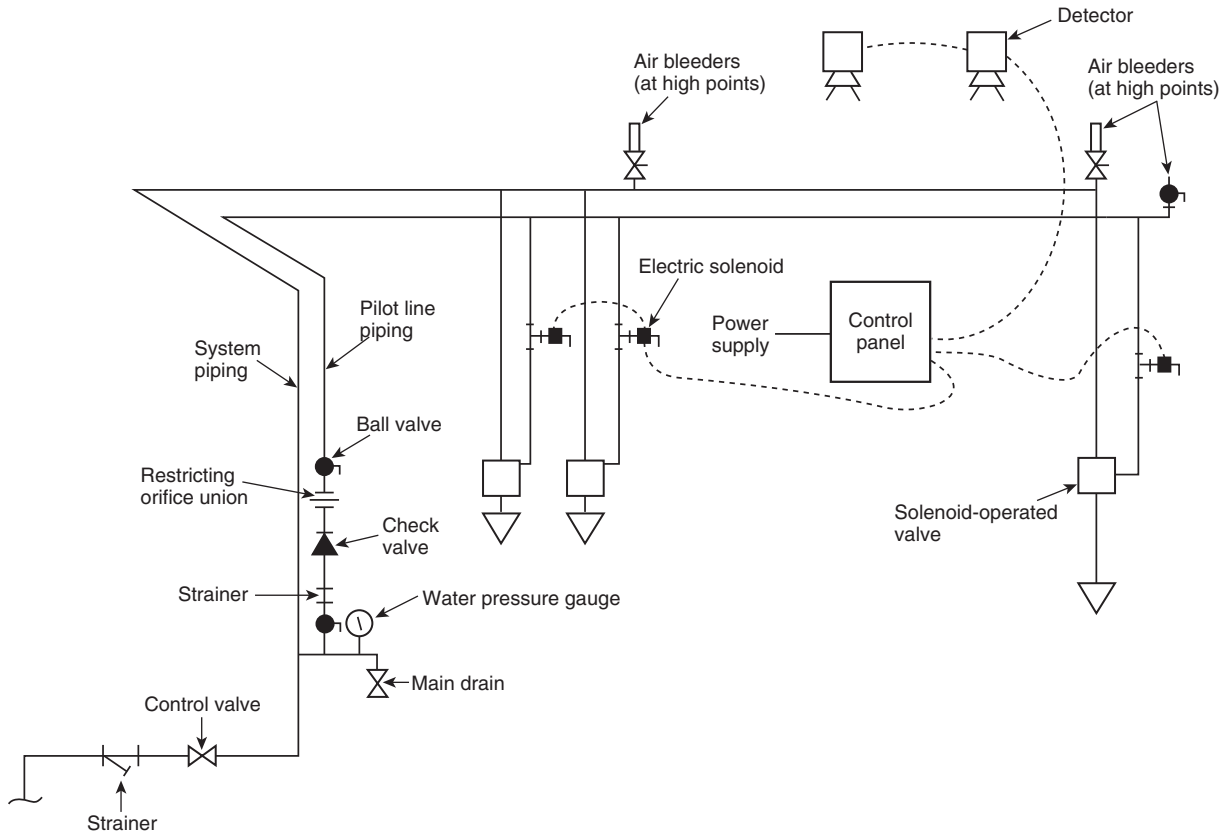 Detector
Air bleeders
(at high points)
Air bleeders
(at high points)
Electric solenoid
Pilot line
piping
Power
supply
Control
panel
System
piping
Ball valve
Restricting
orifice union
Solenoid-operated
valve
Check
valve
Strainer
Water pressure gauge
Main drain
Control valve
Strainer